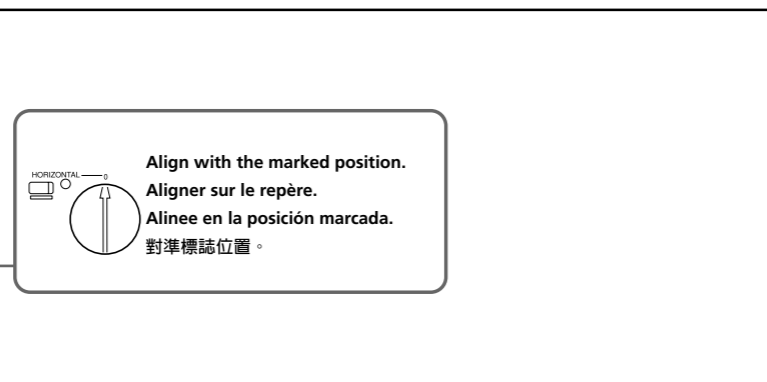 HORIZONTAL 0
Align with the marked position.
Aligner sur le repère.
Alinee en la posición marcada.
對準標誌位置。